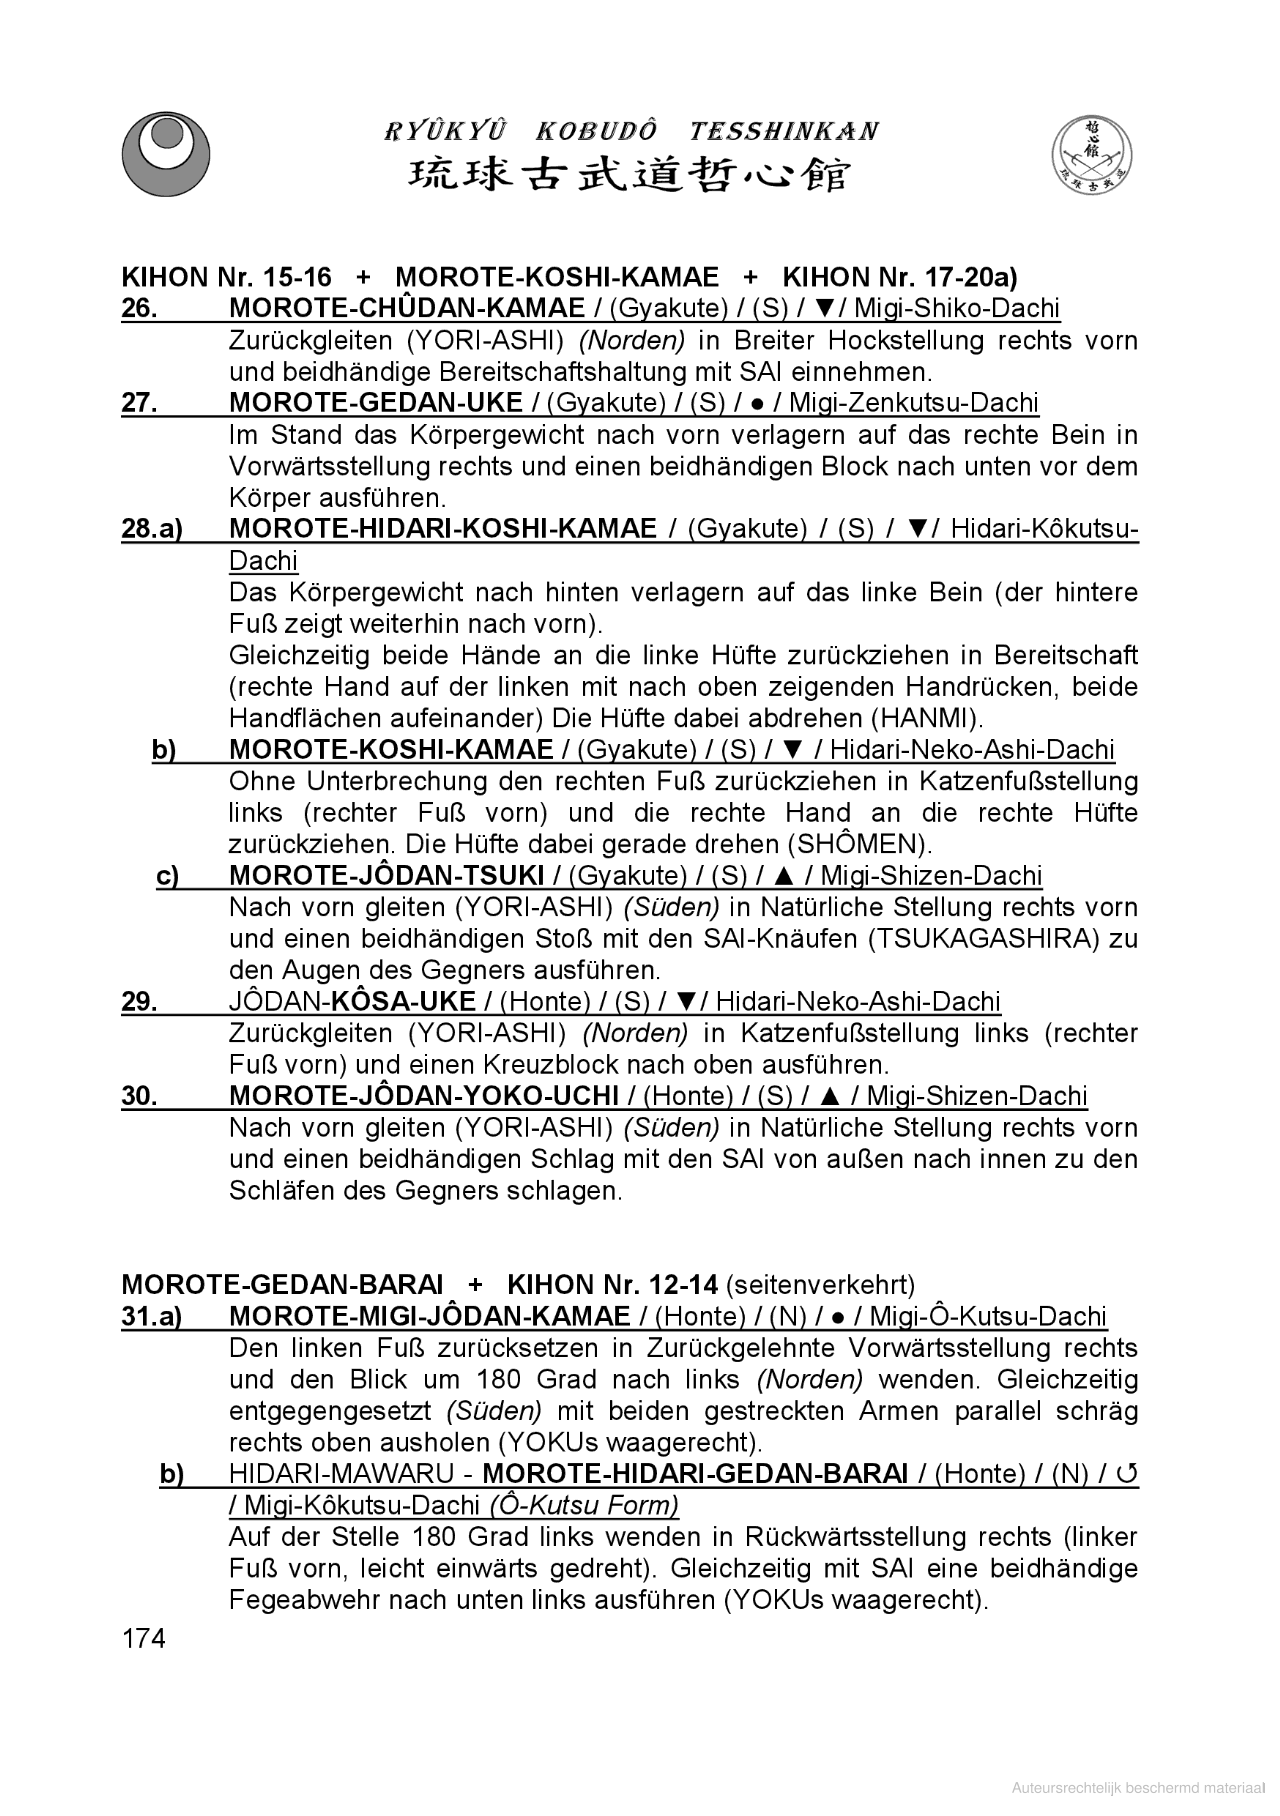 RYÛKYÛ KOBUDÔ TESSHINKAN
琉球古武道哲心館
哲心館
琉球古武道
KIHON Nr. 15-16 + MOROTE-KOSHI-KAMAE + KIHON Nr. 17-20a)
26. MOROTE-CHÛDAN-KAMAE / (Gyakute) / (S) / ▼/ Migi-Shiko-Dachi
Zurückgleiten (YORI-ASHI) (Norden) in Breiter Hockstellung rechts vorn
und beidhändige Bereitschaftshaltung mit SAI einnehmen.
27. MOROTE-GEDAN-UKE / (Gyakute) / (S) / ● / Migi-Zenkutsu-Dachi
Im Stand das Körpergewicht nach vorn verlagern auf das rechte Bein in
Vorwärtsstellung rechts und einen beidhändigen Block nach unten vor dem
Körper ausführen.
28.a) MOROTE-HIDARI-KOSHI-KAMAE / (Gyakute) / (S) / ▼/ Hidari-Kôkutsu-
Dachi
Das Körpergewicht nach hinten verlagern auf das linke Bein (der hintere
Fuß zeigt weiterhin nach vorn).
Gleichzeitig beide Hände an die linke Hüfte zurückziehen in Bereitschaft
(rechte Hand auf der linken mit nach oben zeigenden Handrücken, beide
Handflächen aufeinander) Die Hüfte dabei abdrehen (HANMI).
b) MOROTE-KOSHI-KAMAE / (Gyakute) / (S) / ▼ / Hidari-Neko-Ashi-Dachi
Ohne Unterbrechung den rechten Fuß zurückziehen in Katzenfußstellung
links (rechter Fuß vorn) und die rechte Hand an die rechte Hüfte
zurückziehen. Die Hüfte dabei gerade drehen (SHÔMEN).
c) MOROTE-JÔDAN-TSUKI / (Gyakute) / (S) / ▲ / Migi-Shizen-Dachi
Nach vorn gleiten (YORI-ASHI) (Süden) in Natürliche Stellung rechts vorn
und einen beidhändigen Stoß mit den SAI-Knäufen (TSUKAGASHIRA) zu
den Augen des Gegners ausführen.
29. JÔDAN-KÔSA-UKE / (Honte) / (S) / ▼/ Hidari-Neko-Ashi-Dachi
Zurückgleiten (YORI-ASHI) (Norden) in Katzenfußstellung links (rechter
Fuß vorn) und einen Kreuzblock nach oben ausführen.
30. MOROTE-JÔDAN-YOKO-UCHI / (Honte) / (S) / ▲ / Migi-Shizen-Dachi
Nach vorn gleiten (YORI-ASHI) (Süden) in Natürliche Stellung rechts vorn
und einen beidhändigen Schlag mit den SAI von außen nach innen zu den
Schläfen des Gegners schlagen.
MOROTE-GEDAN-BARAI + KIHON Nr. 12-14 (seitenverkehrt)
31.a) MOROTE-MIGI-JÔDAN-KAMAE / (Honte) / (N) / ● / Migi-Ô-Kutsu-Dachi
Den linken Fuß zurücksetzen in Zurückgelehnte Vorwärtsstellung rechts
und den Blick um 180 Grad nach links (Norden) wenden. Gleichzeitig
entgegengesetzt (Süden) mit beiden gestreckten Armen parallel schräg
rechts oben ausholen (YOKUs waagerecht).
b) HIDARI-MAWARU - MOROTE-HIDARI-GEDAN-BARAI / (Honte) / (N) / ↺
/ Migi-Kôkutsu-Dachi (Ô-Kutsu Form)
Auf der Stelle 180 Grad links wenden in Rückwärtsstellung rechts (linker
Fuß vorn, leicht einwärts gedreht). Gleichzeitig mit SAI eine beidhändige
Fegeabwehr nach unten links ausführen (YOKUs waagerecht).
174
Auteursrechtelijk beschermd materiaal